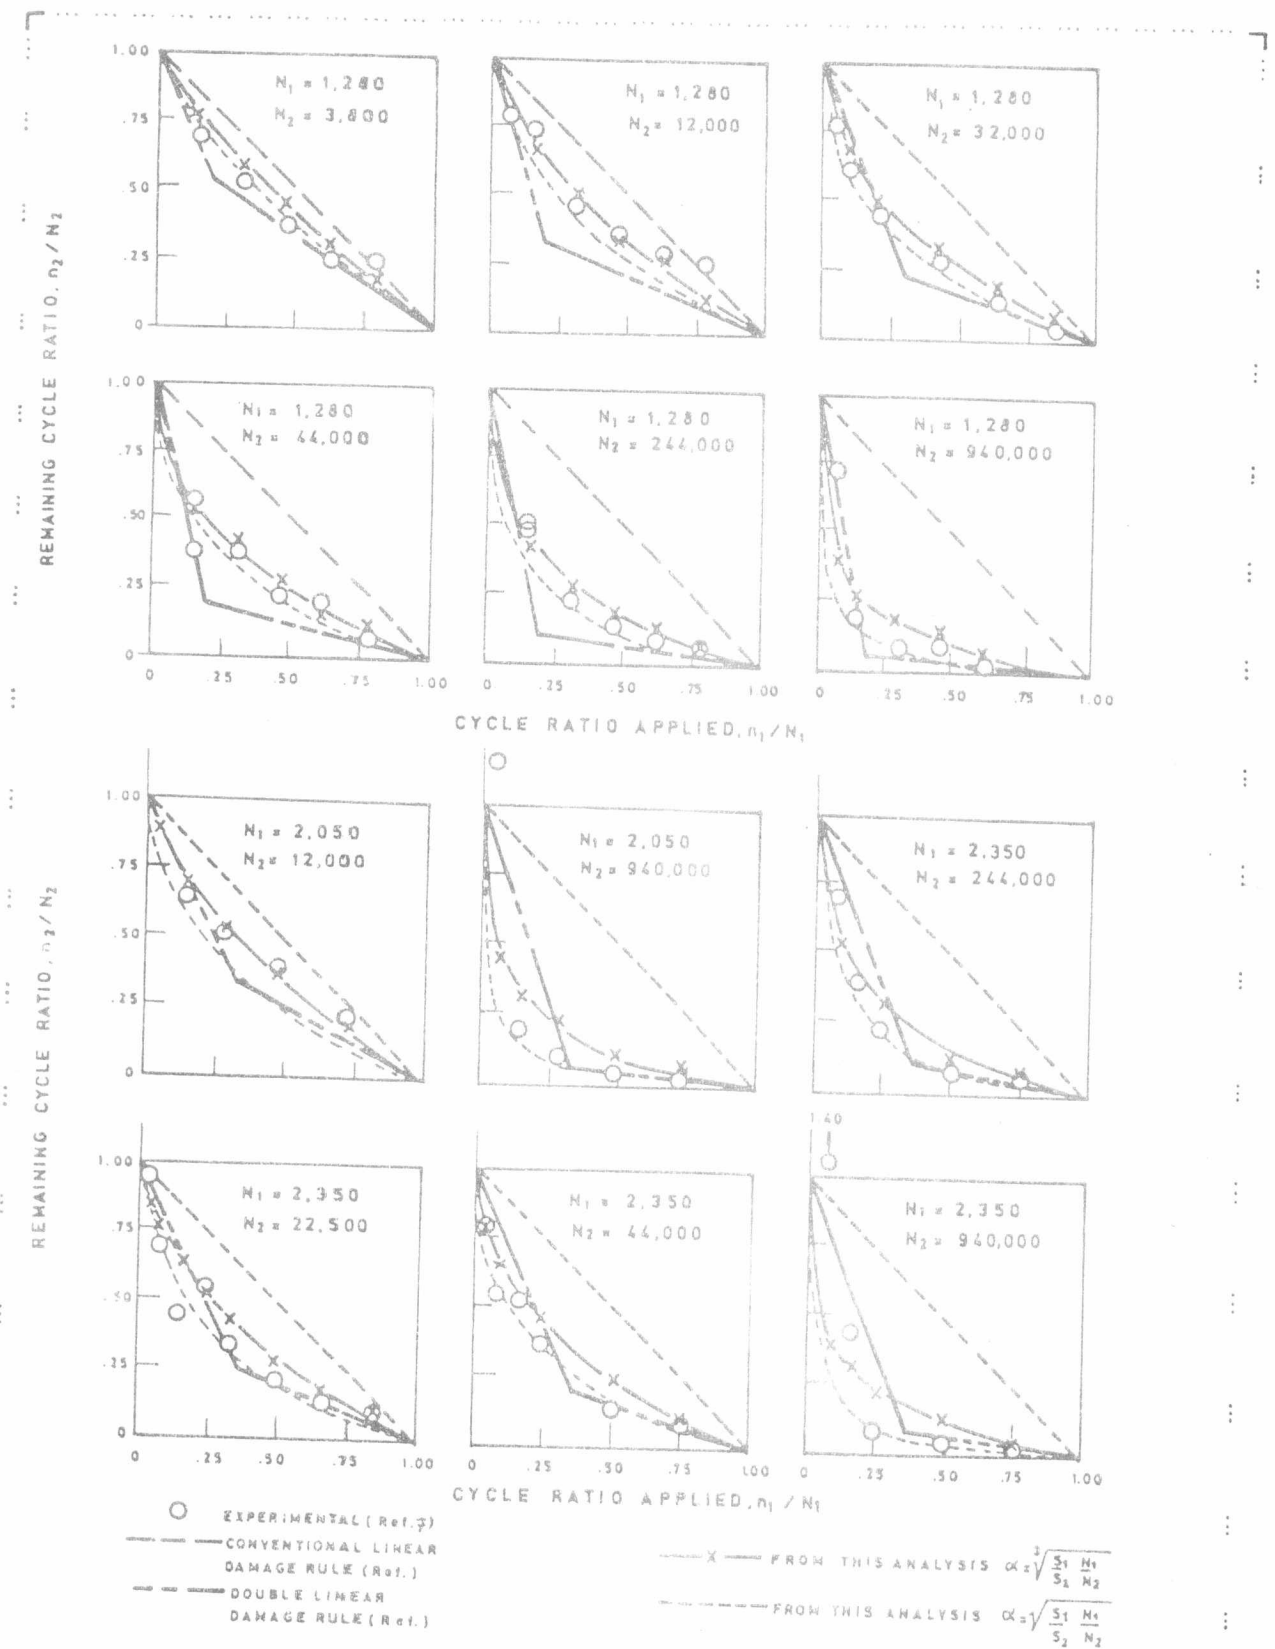 1.00
.75
.50
.25
0
N₁ = 1,280
N₂ = 3,800
N₁ = 1,280
N₂ = 12,000
N₁ = 1,280
N₂ = 32,000
REMAINING CYCLE RATIO, n₂/N₂
1.00
.75
.50
.25
0
N₁ = 1,280
N₂ = 44,000
N₁ = 1,280
N₂ = 244,000
N₁ = 1,280
N₂ = 940,000
0 .25 .50 .75 1.00
0 .25 .50 .75 1.00
0 .25 .50 .75 1.00
CYCLE RATIO APPLIED, n₁/N₁
1.00
.75
.50
.25
0
N₁ = 2,050
N₂ = 12,000
N₁ = 2,050
N₂ = 940,000
N₁ = 2,350
N₂ = 244,000
REMAINING CYCLE RATIO, n₂/N₂
1.40
1.00
.75
.50
.25
0
N₁ = 2,350
N₂ = 22,500
N₁ = 2,350
N₂ = 44,000
N₁ = 2,350
N₂ = 940,000
0 .25 .50 .75 1.00
0 .25 .50 .75 1.00
0 .25 .50 .75 1.00
CYCLE RATIO APPLIED, n₁/N₁
EXPERIMENTAL (Ref.7)
CONVENTIONAL LINEAR
DAMAGE RULE (Ref.)
DOUBLE LINEAR
DAMAGE RULE (Ref.)
X FROM THIS ANALYSIS α = ∛(S₁/S₂ N₁/N₂)
FROM THIS ANALYSIS α = √(S₁/S₂ N₁/N₂)